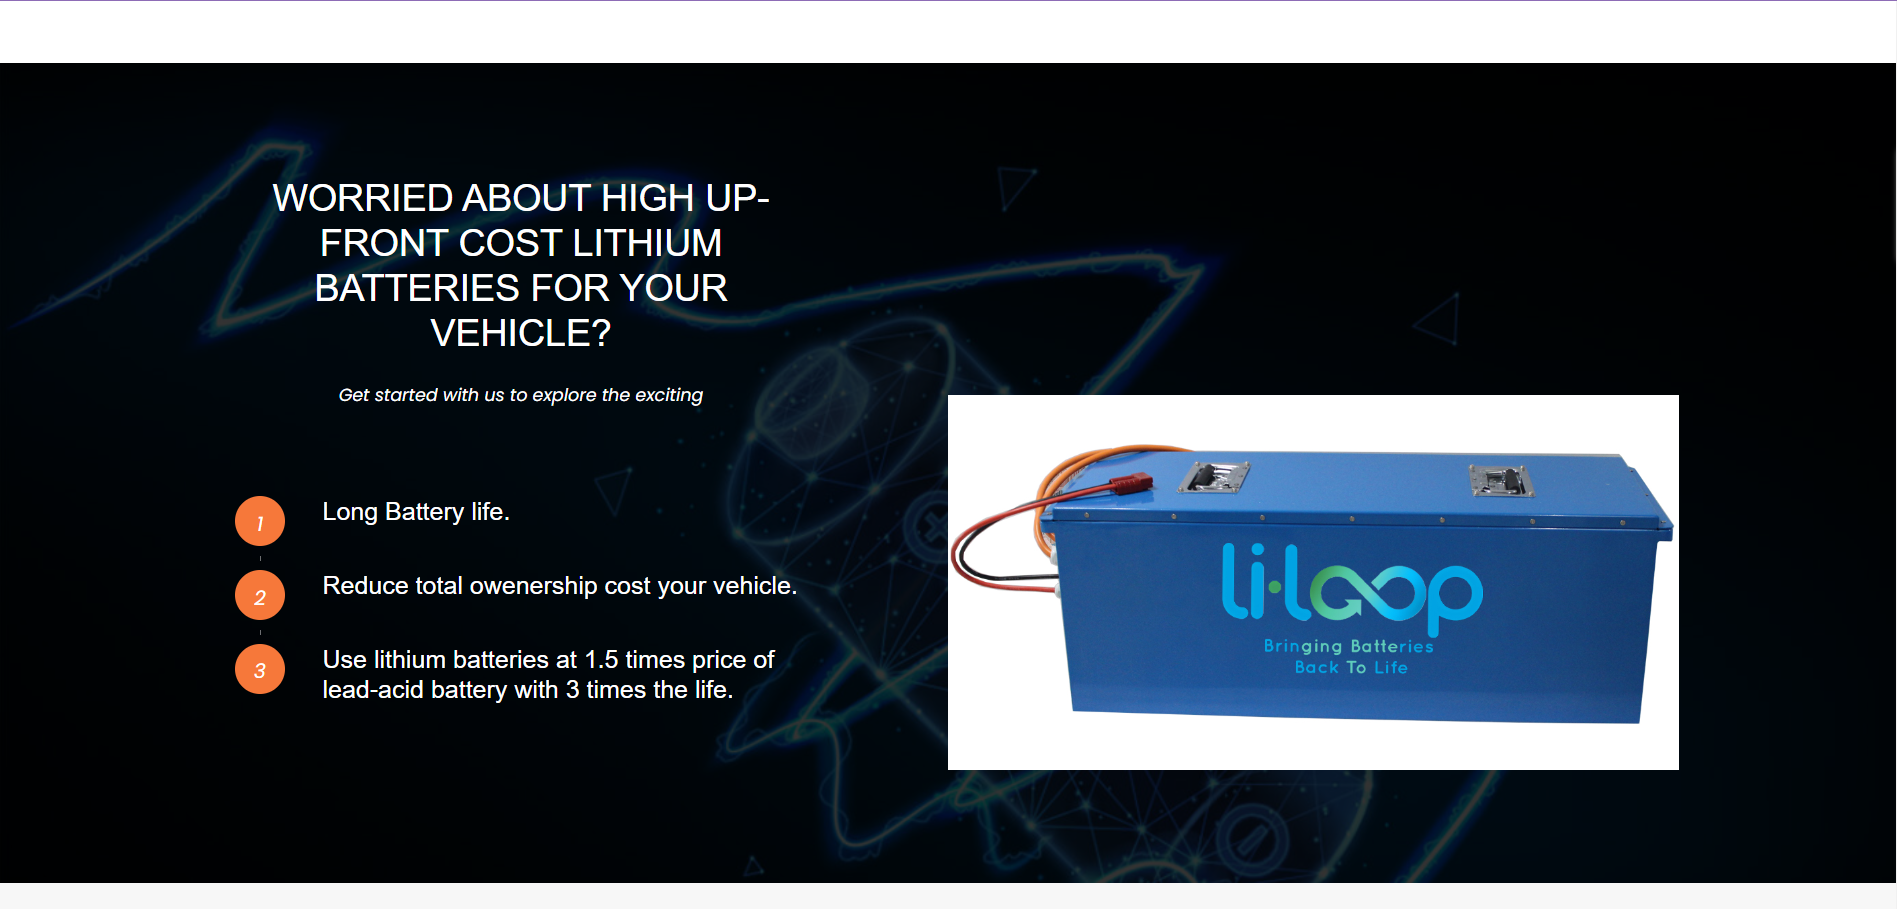 WORRIED ABOUT HIGH UP-
FRONT COST LITHIUM
BATTERIES FOR YOUR
VEHICLE?
Get started with us to explore the exciting
1
Long Battery life.
2
Reduce total owenership cost your vehicle.
3
Use lithium batteries at 1.5 times price of
lead-acid battery with 3 times the life.
li·loop
Bringing Batteries
Back To Life